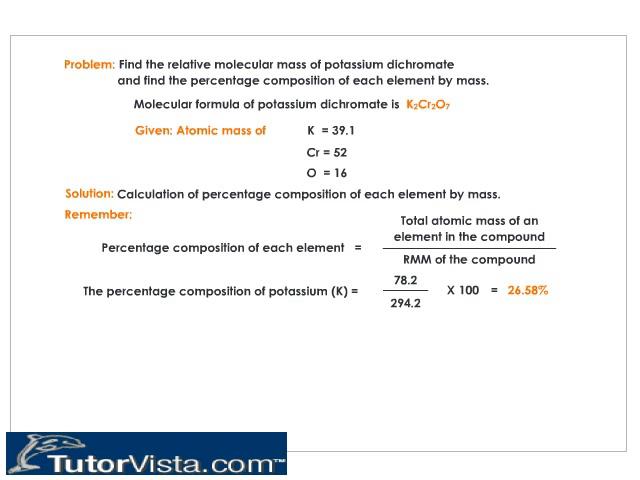 Problem: Find the relative molecular mass of potassium dichromate
and find the percentage composition of each element by mass.
Molecular formula of potassium dichromate is K₂Cr₂O₇
Given: Atomic mass of K = 39.1
Cr = 52
O = 16
Solution: Calculation of percentage composition of each element by mass.
Remember:
Total atomic mass of an
element in the compound
Percentage composition of each element =
RMM of the compound
78.2
The percentage composition of potassium (K) = X 100 = 26.58%
294.2
TutorVista.com™